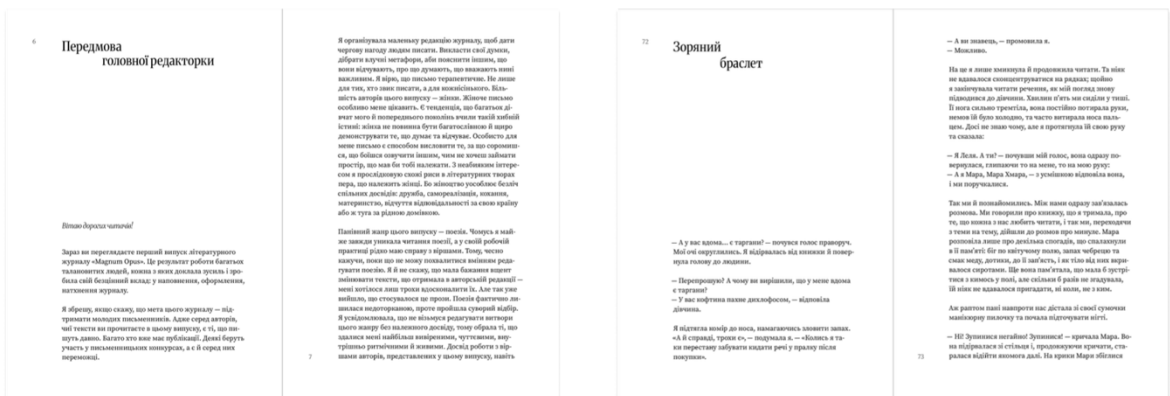 6
Передмова
головної редакторки
Вітаю дорогих читачів!
Зараз ви переглядаєте перший випуск літературного
журналу «Magnum Opus». Це результат роботи багатьох
талановитих людей, кожна з яких доклала зусиль і зро-
била свій безцінний вклад: у наповнення, оформлення,
натхнення журналу.
Я збрешу, якщо скажу, що мета цього журналу — під-
тримати молодих письменників. Адже серед авторів,
чиї тексти ви прочитаєте в цьому випуску, є ті, що пи-
шуть давно. Багато хто вже має публікації. Деякі беруть
участь у письменницьких конкурсах, а є й серед них
переможці.
7
Я організувала маленьку редакцію журналу, щоб дати
чергову нагоду людям писати. Викласти свої думки,
дібрати влучні метафори, аби пояснити іншим, що
вони відчувають, про що думають, що вважають нині
важливим. Я вірю, що письмо терапевтичне. Не лише
для тих, хто звик писати, а для кожнісінького. Біль-
шість авторів цього випуску — жінки. Жіноче письмо
особливо мене цікавить. Є тенденція, що багатьох ді-
вчат мого й попереднього поколінь вчили такій хибній
істині: жінка не повинна бути багатослівною й щиро
демонструвати те, що думає та відчуває. Особисто для
мене письмо є способом висловити те, за що соромиш-
ся, що боїшся озвучити іншим, чим не хочеш займати
простір, що мав би тобі належати. З неабияким інтере-
сом я прослідковую схожі риси в літературних творах
пера, що належить жінці. Бо жіноцтво уособлює безліч
спільних досвідів: дружба, самореалізація, кохання,
материнство, відчуття відповідальності за свою країну
або ж туга за рідною домівкою.
Панівний жанр цього випуску — поезія. Чомусь я май-
же завжди уникала читання поезії, а у своїй робочій
практиці рідко маю справу з віршами. Тому, чесно
кажучи, поки що не можу похвалитися вмінням реда-
гувати поезію. Я й не скажу, що мала бажання вщент
змінювати тексти, що отримала в авторській редакції —
мені хотілося лиш трохи вдосконалити їх. Але так уже
вийшло, що стосувалося це прози. Поезія фактично ли-
шилася недоторканою, проте пройшла суворий відбір.
Я усвідомлювала, що не візьмуся редагувати витвори
цього жанру без належного досвіду, тому обрала ті, що
здалися мені найбільш вивіреними, чуттєвими, вну-
трішньо ритмічними й живими. Досвід роботи з вір-
шами авторів, представлених у цьому випуску, навіть
72
Зоряний
браслет
— А у вас вдома... є таргани? — почувся голос праворуч.
Мої очі округлились. Я відірвалась від книжки й повер-
нула голову до людини.
— Перепрошую? А чому ви вирішили, що у мене вдома
є таргани?
— У вас кофтина пахне дихлофосом, — відповіла
дівчина.
Я підтягла комір до носа, намагаючись зловити запах.
«А й справді, трохи є», — подумала я. — «Колись я та-
ки перестану забувати кидати речі у пралку після
покупки».
73
— А ви знавець, — промовила я.
— Можливо.
На це я лише хмикнула й продовжила читати. Та ніяк
не вдавалося сконцентруватися на рядках; щойно
я закінчувала читати речення, як мій погляд знову
підводився до дівчини. Хвилин п’ять ми сиділи у тиші.
Її нога сильно тремтіла, вона постійно потирала руки,
немов їй було холодно, та часто витирала носа паль-
цем. Досі не знаю чому, але я протягнула їй свою руку
та сказала:
— Я Леля. А ти? — почувши мій голос, вона одразу по-
вернулася, глипаючи то на мене, то на мою руку:
— А я Мара, Мара Хмара, — з усмішкою відповіла вона,
і ми поручкалися.
Так ми й познайомились. Між нами одразу зав’язалась
розмова. Ми говорили про книжку, що я тримала, про
те, що кожна з нас любить читати, і так ми, переходячи
з теми на тему, дійшли до розмов про минуле. Мара
розповіла лише про декілька спогадів, що спалахнули
в її пам’яті: біг по квітучому полю, запах чебрецю та
смак меду, дотики, до її зап’ясть, і як тіло від них вкри-
валося сиротами. Ще вона пам’ятала, що мала б зустрі-
тися з кимось у полі, але скільки б разів не згадувала,
їй ніяк не вдавалося пригадати, ні коли, не з ким.
Аж раптом пані навпроти нас дістала зі своєї сумочки
манікюрну пилочку та почала підточувати нігті.
— Ні! Зупинися негайно! Зупинися! — кричала Мара. Во-
на підірвалася зі стільця і, продовжуючи кричати, ста-
ралася відійти якомога далі. На крики Мари збіглися